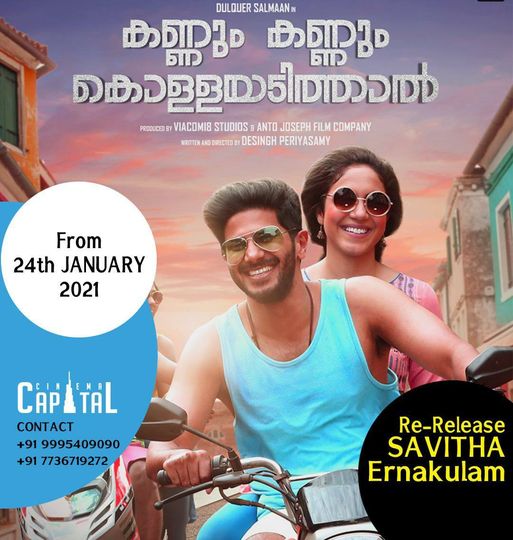 DULQUER SALMAAN IN
കണ്ണും കണ്ണും
കൊള്ളയടിത്താൽ
PRODUCED BY VIACOM18 STUDIOS & ANTO JOSEPH FILM COMPANY
WRITTEN AND DIRECTED BY DESINGH PERIYASAMY
From
24th JANUARY
2021
CINEMA
CAPITAL
CONTACT
+91 9995409090
+91 7736719272
Re-Release
SAVITHA
Ernakulam